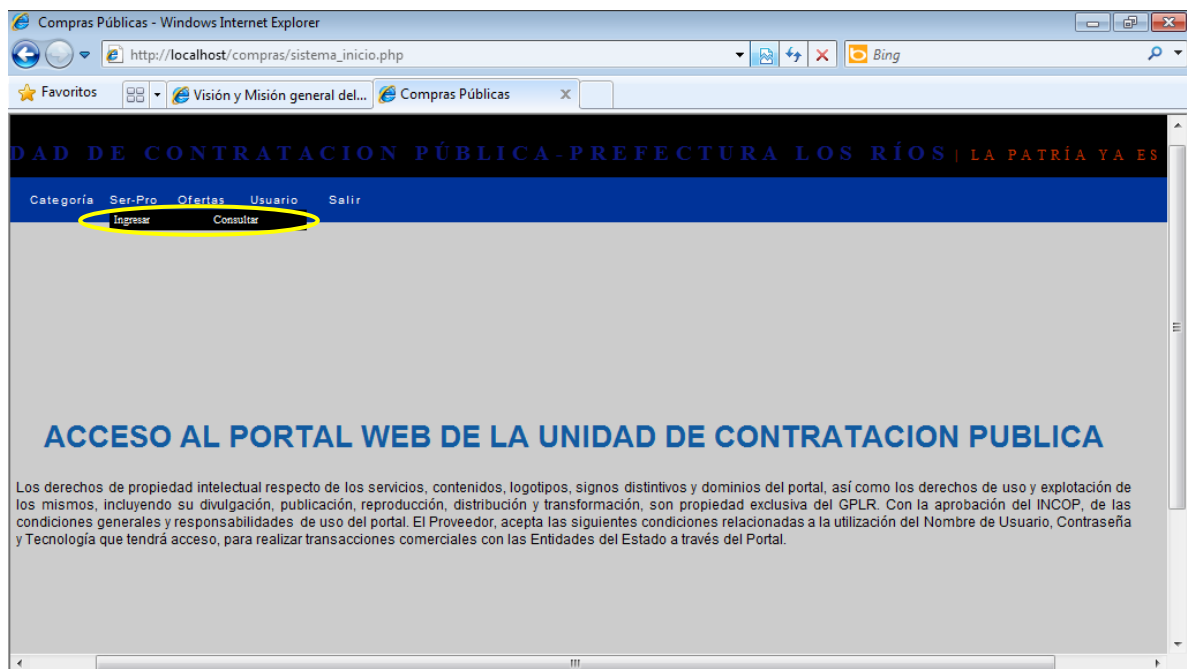 Compras Públicas - Windows Internet Explorer
http://localhost/compras/sistema_inicio.php Bing
Favoritos Visión y Misión general del... Compras Públicas X
DAD DE CONTRATACION PÚBLICA-PREFECTURA LOS RÍOS | LA PATRÍA YA ES
Categoría Ser-Pro Ofertas Usuario Salir
Ingresar Consultar
ACCESO AL PORTAL WEB DE LA UNIDAD DE CONTRATACION PUBLICA
Los derechos de propiedad intelectual respecto de los servicios, contenidos, logotipos, signos distintivos y dominios del portal, así como los derechos de uso y explotación de
los mismos, incluyendo su divulgación, publicación, reproducción, distribución y transformación, son propiedad exclusiva del GPLR. Con la aprobación del INCOP, de las
condiciones generales y responsabilidades de uso del portal. El Proveedor, acepta las siguientes condiciones relacionadas a la utilización del Nombre de Usuario, Contraseña
y Tecnología que tendrá acceso, para realizar transacciones comerciales con las Entidades del Estado a través del Portal.